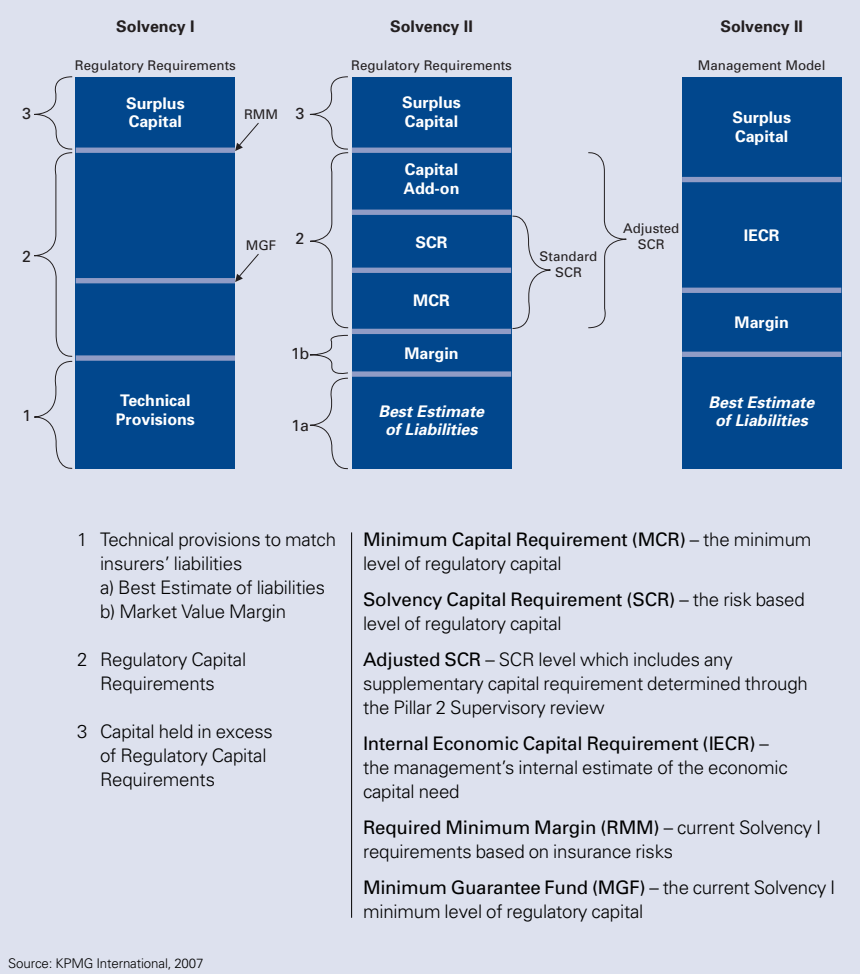 Solvency I
Solvency II
Solvency II
Regulatory Requirements
Regulatory Requirements
Management Model
3
Surplus
Capital
RMM
2
MGF
1
Technical
Provisions
3
Surplus
Capital
2
Capital
Add-on
SCR
MCR
Standard
SCR
Adjusted
SCR
1b
Margin
1a
Best Estimate
of Liabilities
Surplus
Capital
IECR
Margin
Best Estimate
of Liabilities
1 Technical provisions to match
insurers’ liabilities
a) Best Estimate of liabilities
b) Market Value Margin
2 Regulatory Capital
Requirements
3 Capital held in excess
of Regulatory Capital
Requirements
Minimum Capital Requirement (MCR) – the minimum
level of regulatory capital
Solvency Capital Requirement (SCR) – the risk based
level of regulatory capital
Adjusted SCR – SCR level which includes any
supplementary capital requirement determined through
the Pillar 2 Supervisory review
Internal Economic Capital Requirement (IECR) –
the management’s internal estimate of the economic
capital need
Required Minimum Margin (RMM) – current Solvency I
requirements based on insurance risks
Minimum Guarantee Fund (MGF) – the current Solvency I
minimum level of regulatory capital
Source: KPMG International, 2007